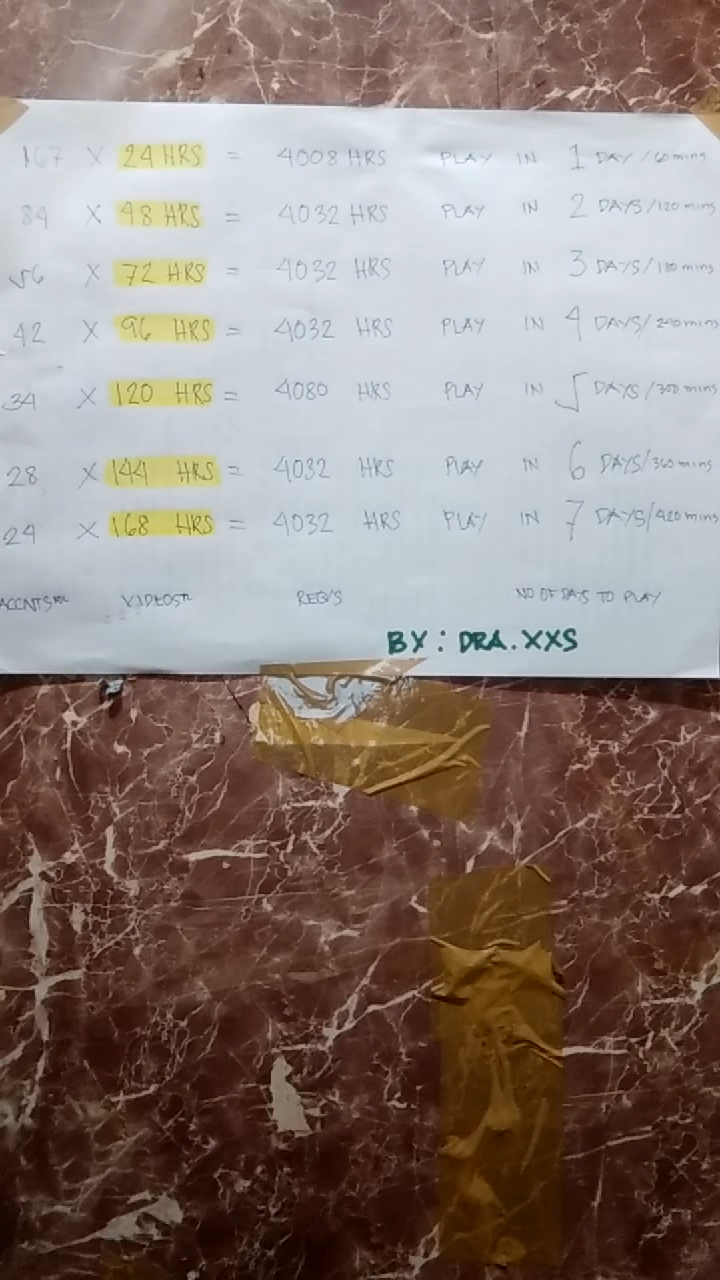 167 X 24 HRS = 4008 HRS PLAY IN 1 DAY / 60 mins
84 X 48 HRS = 4032 HRS PLAY IN 2 DAYS/120 mins
56 X 72 HRS = 4032 HRS PLAY IN 3 DAYS/180 mins
42 X 96 HRS = 4032 HRS PLAY IN 4 DAYS/240 mins
34 X 120 HRS = 4080 HRS PLAY IN 5 DAYS/300 mins
28 X 144 HRS = 4032 HRS PLAY IN 6 DAYS/360 mins
24 X 168 HRS = 4032 HRS PLAY IN 7 DAYS/420 mins
REQ'S NO OF DAYS TO PLAY
BY: DRA.XXS